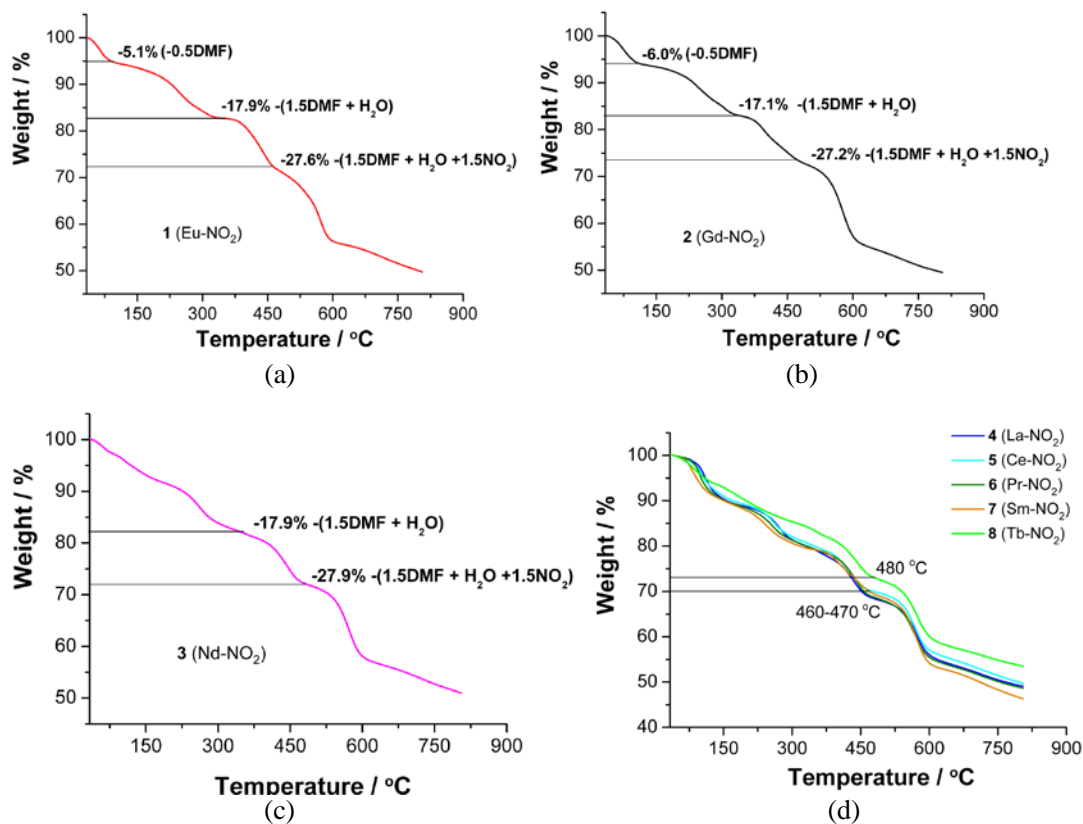 100
90
80
70
60
50
Weight / %
-5.1% (-0.5DMF)
-17.9% -(1.5DMF + H₂O)
-27.6% -(1.5DMF + H₂O +1.5NO₂)
1 (Eu-NO₂)
150 300 450 600 750 900
Temperature / °C
(a)
100
90
80
70
60
50
Weight / %
-6.0% (-0.5DMF)
-17.1% -(1.5DMF + H₂O)
-27.2% -(1.5DMF + H₂O +1.5NO₂)
2 (Gd-NO₂)
150 300 450 600 750 900
Temperature / °C
(b)
100
90
80
70
60
50
Weight / %
-17.9% -(1.5DMF + H₂O)
-27.9% -(1.5DMF + H₂O +1.5NO₂)
3 (Nd-NO₂)
150 300 450 600 750 900
Temperature / °C
(c)
100
90
80
70
60
50
40
Weight / %
4 (La-NO₂)
5 (Ce-NO₂)
6 (Pr-NO₂)
7 (Sm-NO₂)
8 (Tb-NO₂)
480 °C
460-470 °C
150 300 450 600 750 900
Temperature / °C
(d)